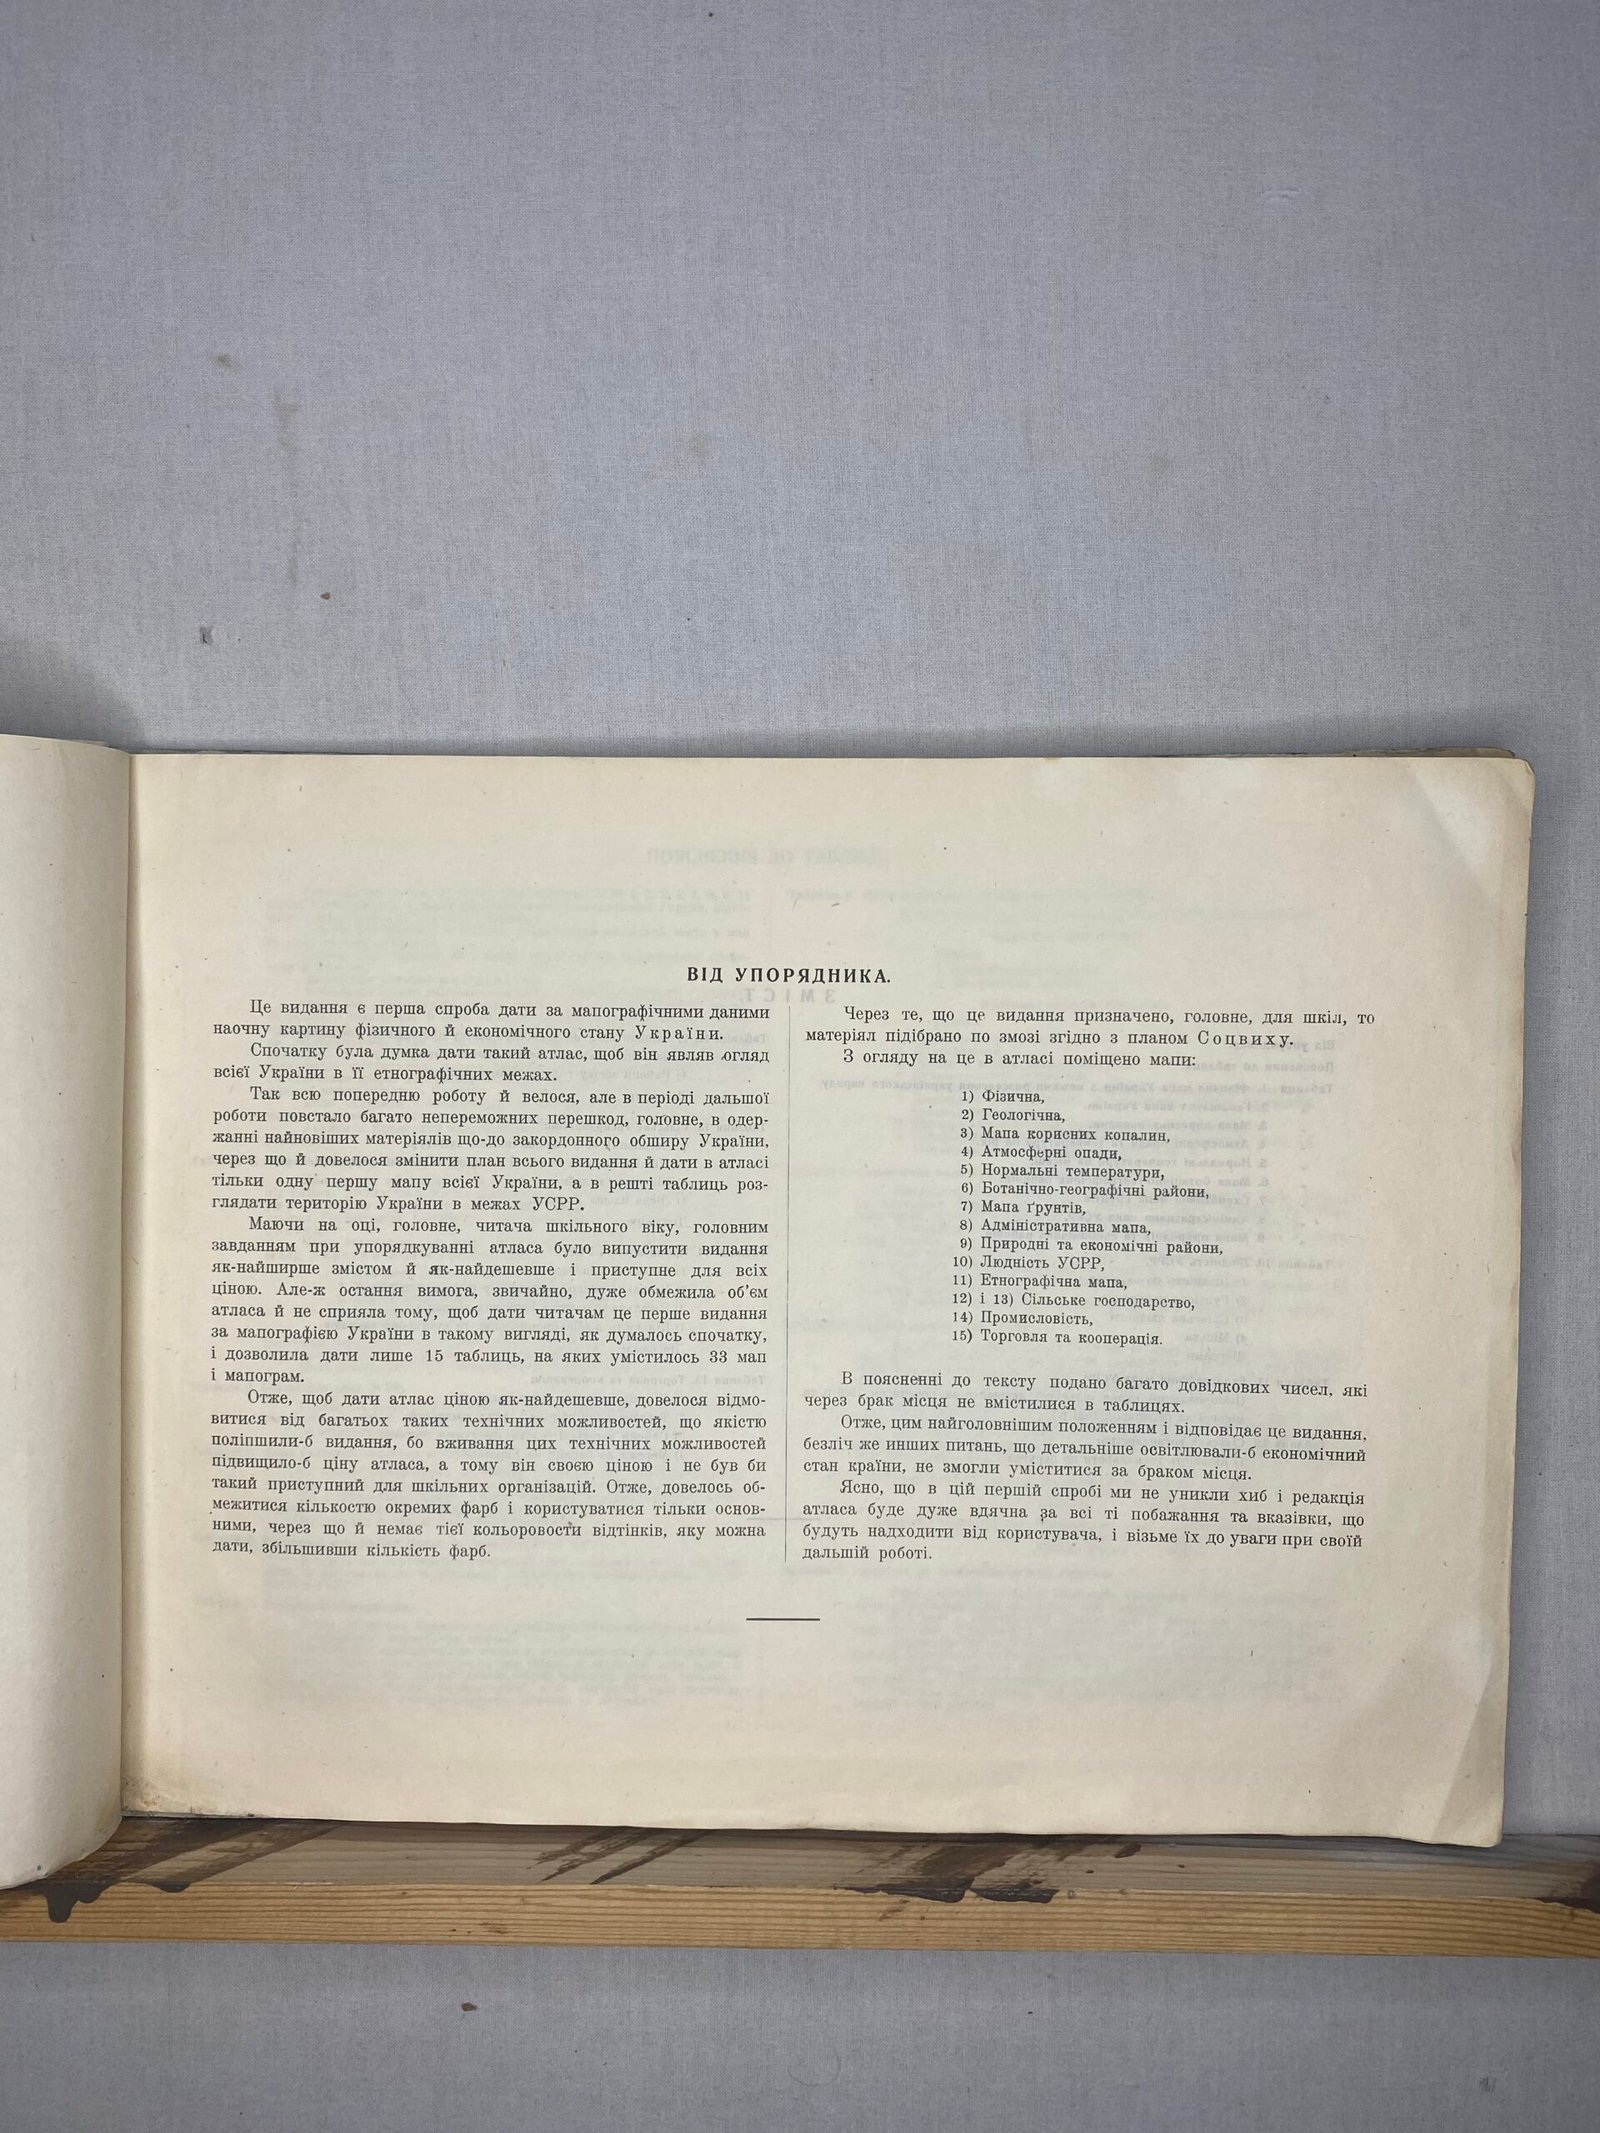 ВІД УПОРЯДНИКА.
Це видання є перша спроба дати за мапографічними даними
наочну картину фізичного й економічного стану України.
Спочатку була думка дати такий атлас, щоб він являв огляд
всієї України в її етнографічних межах.
Так всю попередню роботу й велося, але в періоді дальшої
роботи повстало багато непереможних перешкод, головне, в одер-
жанні найновіших матеріялів що-до закордонного обширу України,
через що й довелося змінити план всього видання й дати в атласі
тільки одну першу мапу всієї України, а в решті таблиць роз-
глядати територію України в межах УСРР.
Маючи на оці, головне, читача шкільного віку, головним
завданням при упорядкуванні атласа було випустити видання
як-найширше змістом й як-найдешевше і приступне для всіх
ціною. Але-ж остання вимога, звичайно, дуже обмежила об'єм
атласа й не сприяла тому, щоб дати читачам це перше видання
за мапографією України в такому вигляді, як думалось спочатку,
і дозволила дати лише 15 таблиць, на яких умістилось 33 мап
і мапограм.
Отже, щоб дати атлас ціною як-найдешевше, довелося відмо-
витися від багатьох таких технічних можливостей, що якістю
поліпшили-б видання, бо вживання цих технічних можливостей
підвищило-б ціну атласа, а тому він своєю ціною і не був би
такий приступний для шкільних організацій. Отже, довелось об-
межитися кількостю окремих фарб і користуватися тільки основ-
ними, через що й немає тієї кольоровости відтінків, яку можна
дати, збільшивши кількість фарб.
Через те, що це видання призначено, головне, для шкіл, то
матеріял підібрано по змозі згідно з планом Соцвиху.
З огляду на це в атласі поміщено мапи:
1) Фізична,
2) Геологічна,
3) Мапа корисних копалин,
4) Атмосферні опади,
5) Нормальні температури,
6) Ботанічно-географічні райони,
7) Мапа ґрунтів,
8) Адміністративна мапа,
9) Природні та економічні райони,
10) Людність УСРР,
11) Етнографічна мапа,
12) і 13) Сільське господарство,
14) Промисловість,
15) Торговля та кооперація.
В поясненні до тексту подано багато довідкових чисел, які
через брак місця не вмістилися в таблицях.
Отже, цим найголовнішим положенням і відповідає це видання,
безліч же инших питань, що детальніше освітлювали-б економічний
стан країни, не змогли уміститися за браком місця.
Ясно, що в цій першій спробі ми не уникли хиб і редакція
атласа буде дуже вдячна за всі ті побажання та вказівки, що
будуть надходити від користувача, і візьме їх до уваги при своїй
дальшій роботі.